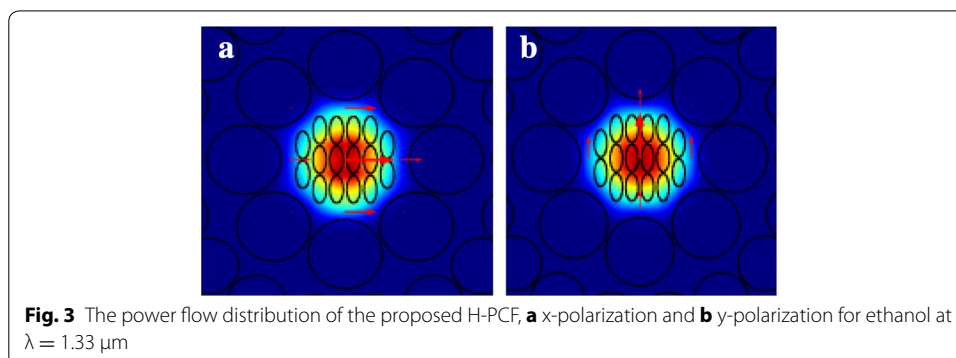 a
b
Fig. 3 The power flow distribution of the proposed H-PCF, a x-polarization and b y-polarization for ethanol at
λ = 1.33 μm